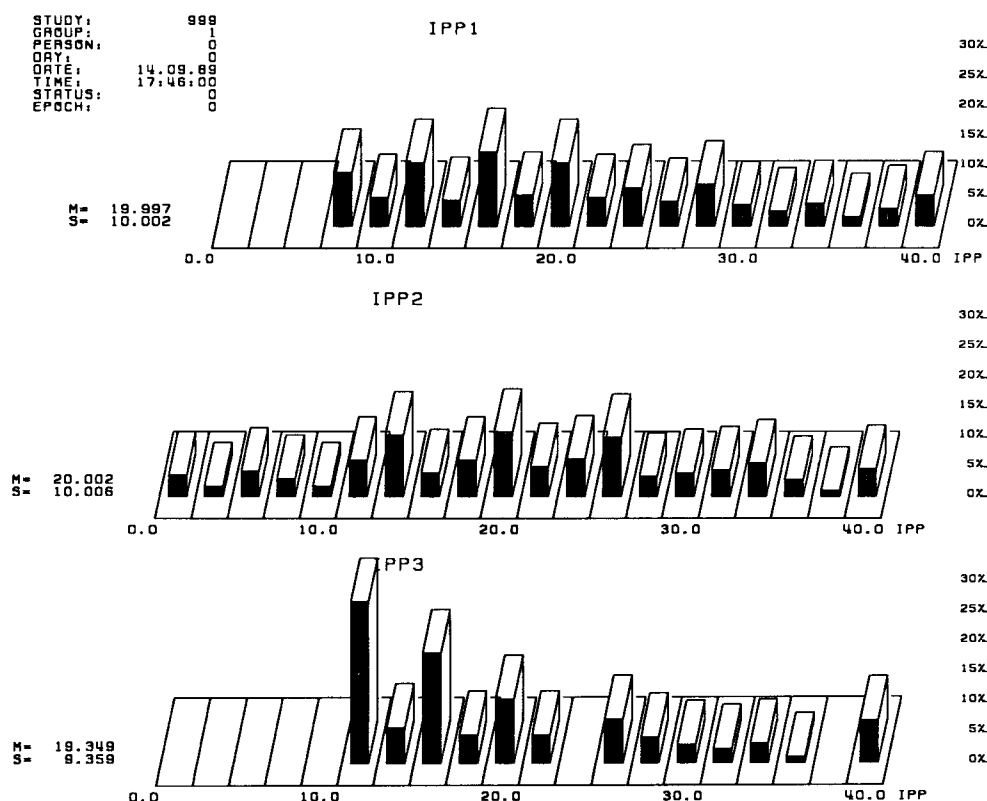 STUDY: 999
GROUP: 1
PERSON: 0
DAY: 0
DATE: 14.09.89
TIME: 17:46:00
STATUS: 0
EPOCH: 0
IPP1
30%
25%
20%
15%
10%
5%
0%
M= 19.997
S= 10.002
0.0 10.0 20.0 30.0 40.0 IPP
IPP2
30%
25%
20%
15%
10%
5%
0%
M= 20.002
S= 10.006
0.0 10.0 20.0 30.0 40.0 IPP
IPP3
30%
25%
20%
15%
10%
5%
0%
M= 19.349
S= 9.359
0.0 10.0 20.0 30.0 40.0 IPP